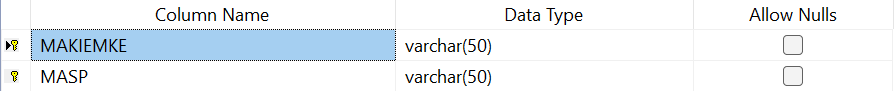 Column Name Data Type Allow Nulls
MAKIEMKE varchar(50)
MASP varchar(50)